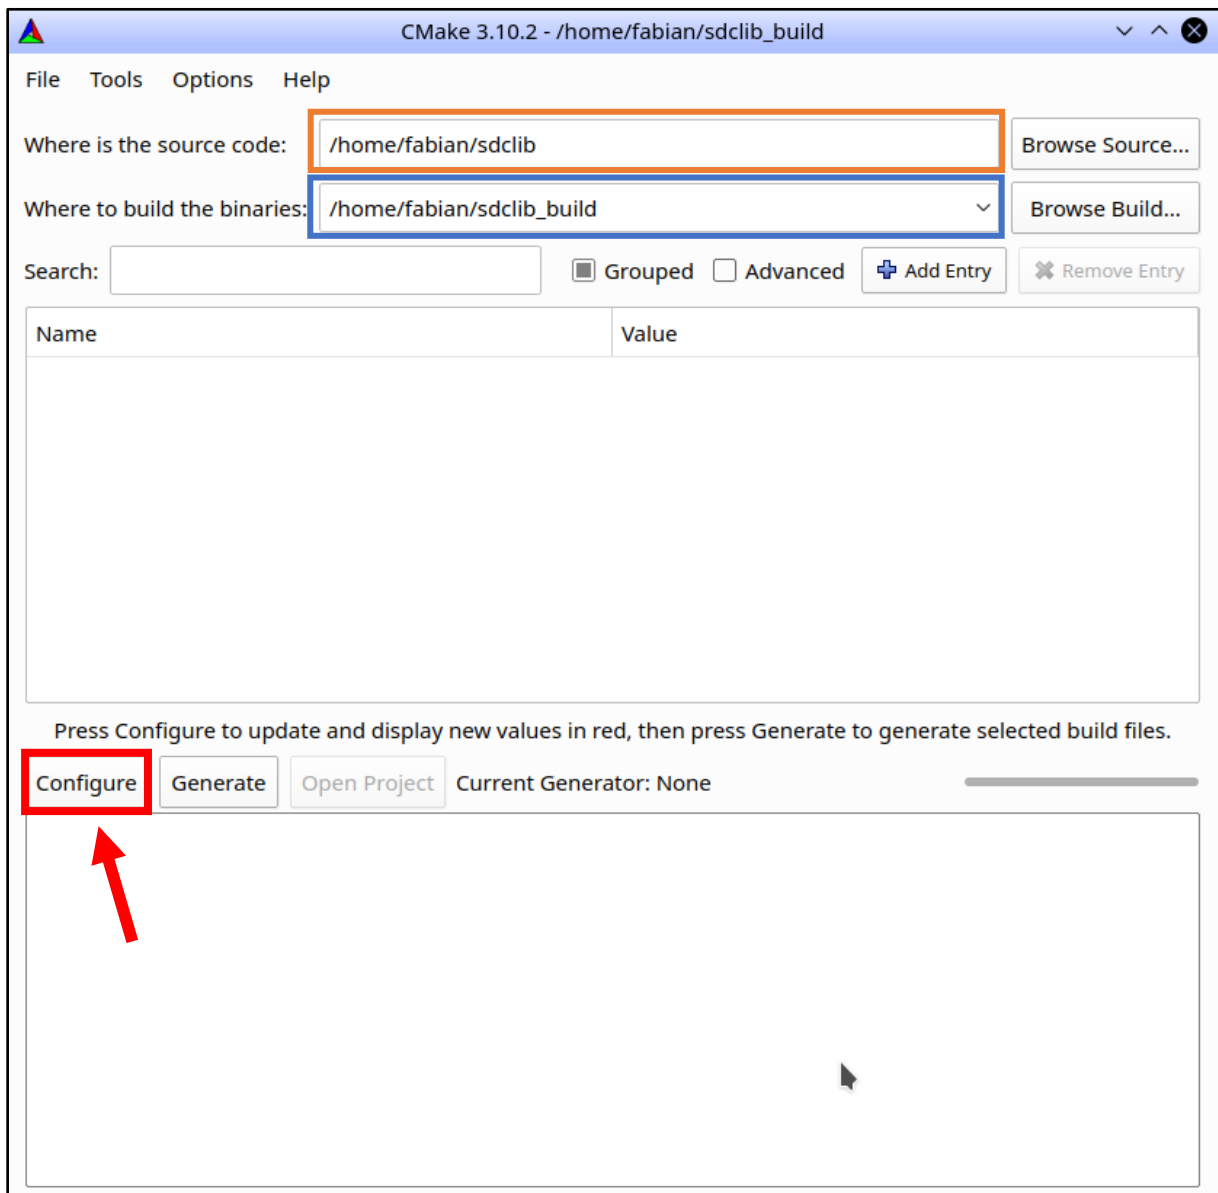 CMake 3.10.2 - /home/fabian/sdclib_build
File Tools Options Help
Where is the source code: /home/fabian/sdclib Browse Source...
Where to build the binaries: /home/fabian/sdclib_build Browse Build...
Search: Grouped Advanced Add Entry Remove Entry
Name Value
Press Configure to update and display new values in red, then press Generate to generate selected build files.
Configure Generate Open Project Current Generator: None